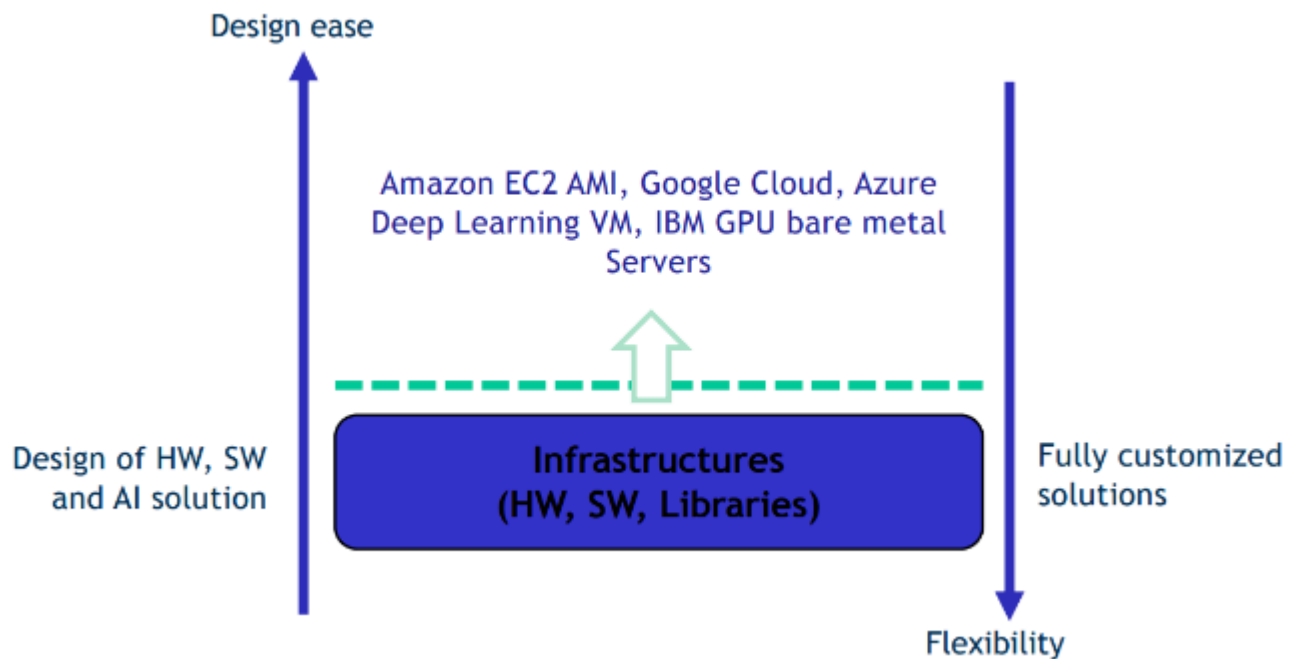 Design ease
Amazon EC2 AMI, Google Cloud, Azure
Deep Learning VM, IBM GPU bare metal
Servers
Design of HW, SW
and AI solution
Infrastructures
(HW, SW, Libraries)
Fully customized
solutions
Flexibility